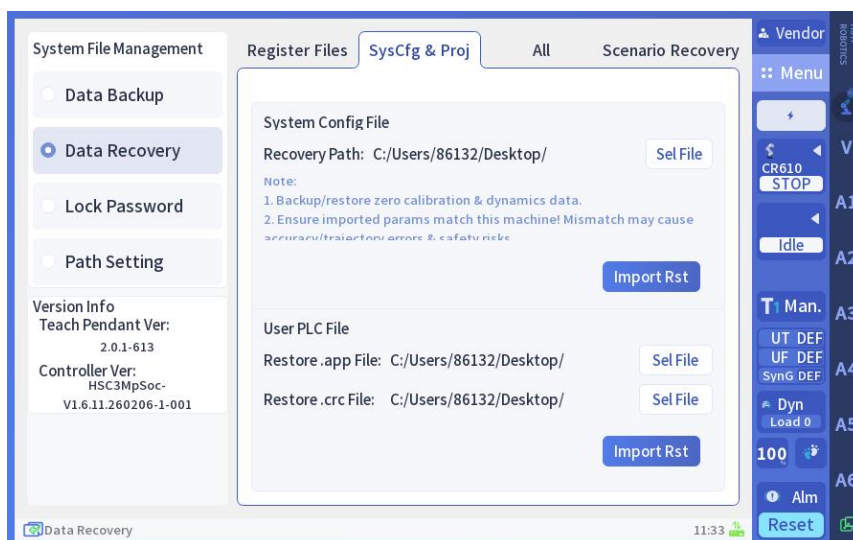 System File Management
Data Backup
Data Recovery
Lock Password
Path Setting
Version Info
Teach Pendant Ver:
2.0.1-613
Controller Ver:
HSC3MpSoc-
V1.6.11.260206-1-001
Register Files
SysCfg & Proj
All
Scenario Recovery
System Config File
Recovery Path: C:/Users/86132/Desktop/
Sel File
Note:
1. Backup/restore zero calibration & dynamics data.
2. Ensure imported params match this machine! Mismatch may cause
accuracy/trajectory errors & safety risks
Import Rst
User PLC File
Restore .app File: C:/Users/86132/Desktop/
Sel File
Restore .crc File: C:/Users/86132/Desktop/
Sel File
Import Rst
Vendor
Menu
CR610
STOP
Idle
T1 Man.
UT DEF
UF DEF
SynG DEF
Dyn
Load 0
100
Alm
Reset
ROBOTICS
V
A1
A2
A3
A4
A5
A6
Data Recovery
11:33